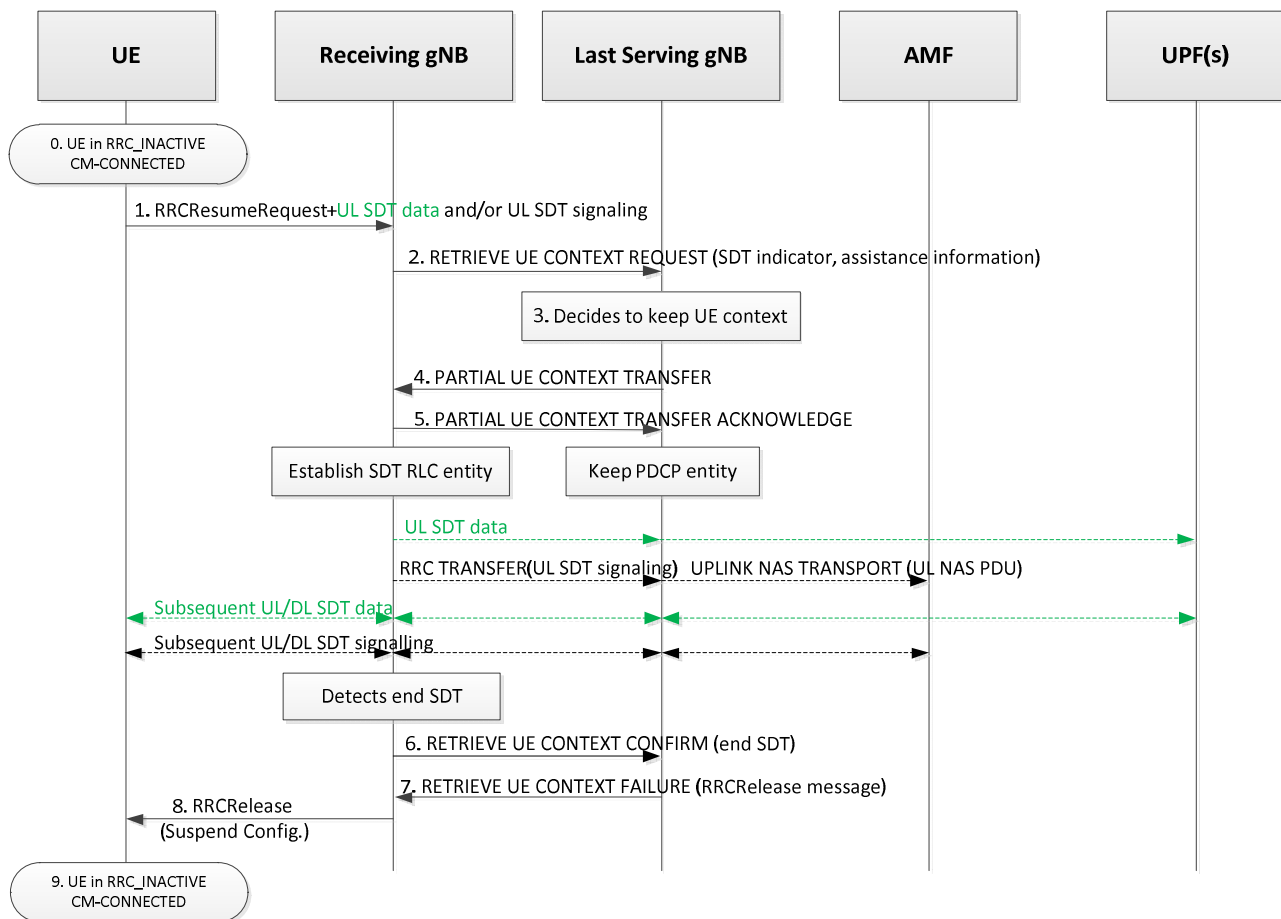 UE
Receiving gNB
Last Serving gNB
AMF
UPF(s)
0. UE in RRC_INACTIVE
CM-CONNECTED
1. RRCResumeRequest+UL SDT data and/or UL SDT signaling
2. RETRIEVE UE CONTEXT REQUEST (SDT indicator, assistance information)
3. Decides to keep UE context
4. PARTIAL UE CONTEXT TRANSFER
5. PARTIAL UE CONTEXT TRANSFER ACKNOWLEDGE
Establish SDT RLC entity
Keep PDCP entity
UL SDT data
RRC TRANSFER(UL SDT signaling)
UPLINK NAS TRANSPORT (UL NAS PDU)
Subsequent UL/DL SDT data
Subsequent UL/DL SDT signalling
Detects end SDT
6. RETRIEVE UE CONTEXT CONFIRM (end SDT)
7. RETRIEVE UE CONTEXT FAILURE (RRCRelease message)
8. RRCRelease
(Suspend Config.)
9. UE in RRC_INACTIVE
CM-CONNECTED